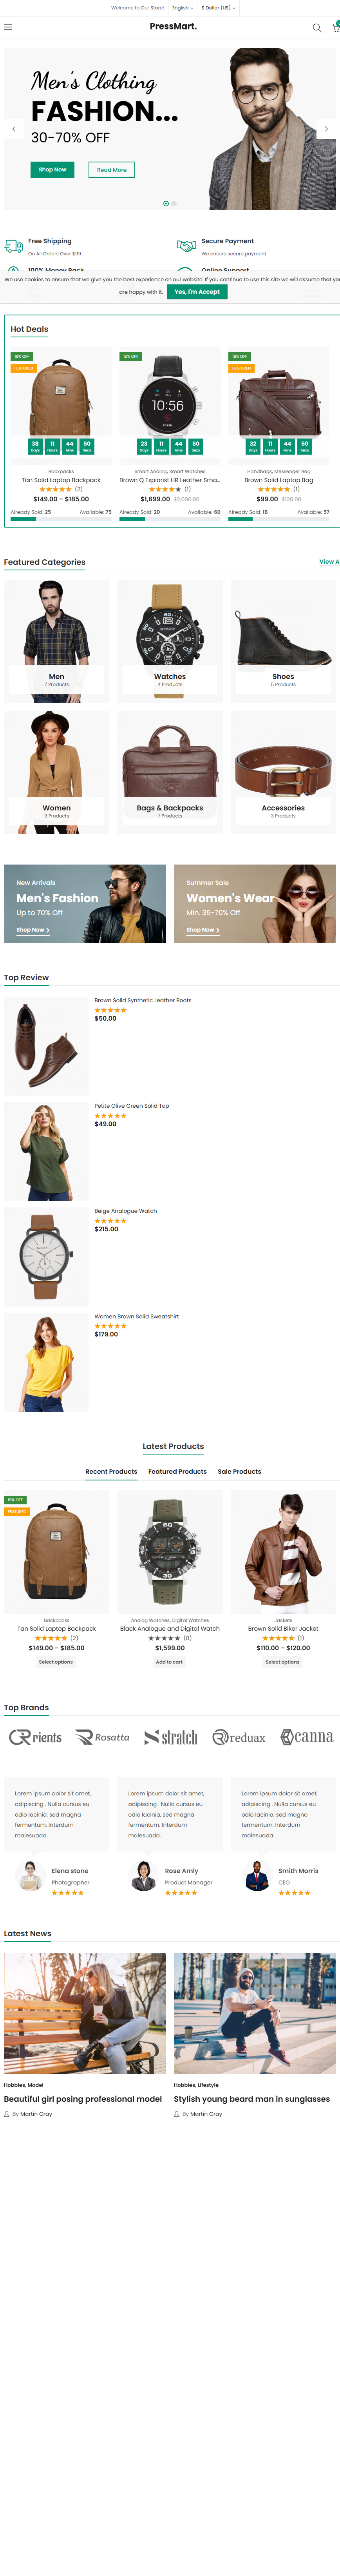 Welcome to Our Store!
English
$ Dollar (US)
PressMart.
Men's Clothing
FASHION...
30-70% OFF
Shop Now
Read More
Free Shipping
On All Orders Over $99
Secure Payment
We ensure secure payment
100% Money Back
Online Support
We use cookies to ensure that we give you the best experience on our website. If you continue to use this site we will assume that you
are happy with it.
Yes, I'm Accept
Hot Deals
FEATURED
38 11 44 50
Days Hours Mins Secs
Backpacks
Tan Solid Laptop Backpack
(2)
$149.00 – $185.00
Already Sold: 25
Available: 75
23 11 44 50
Days Hours Mins Secs
Smart Analog, Smart Watches
Brown Q Explorist HR Leather Sma...
(1)
$1,699.00 $2,000.00
Already Sold: 20
Available: 60
FEATURED
32 11 44 50
Days Hours Mins Secs
Handbags, Messenger Bag
Brown Solid Laptop Bag
(1)
$99.00
Already Sold: 18
Available: 57
Featured Categories
View A
Men
7 Products
Watches
4 Products
Shoes
5 Products
Women
9 Products
Bags & Backpacks
7 Products
Accessories
3 Products
New Arrivals
Men's Fashion
Up to 70% Off
Shop Now
Summer Sale
Women's Wear
Min. 35-70% Off
Shop Now
Top Review
Brown Solid Synthetic Leather Boots
$50.00
Petite Olive Green Solid Top
$49.00
Beige Analogue Watch
$215.00
Women Brown Solid Sweatshirt
$179.00
Latest Products
Recent Products
Featured Products
Sale Products
FEATURED
Backpacks
Tan Solid Laptop Backpack
(2)
$149.00 – $185.00
Select options
Analog Watches, Digital Watches
Black Analogue and Digital Watch
(0)
$1,599.00
Add to cart
Jackets
Brown Solid Biker Jacket
(1)
$110.00 – $120.00
Select options
Top Brands
Rients
Rosatta
Stratch
reduax
canna
Lorem ipsum dolor sit amet,
adipiscing . Nulla cursus eu
odio lacinia, sed magna
fermentum. Interdum
malesuada.
Elena stone
Photographer
Lorem ipsum dolor sit amet,
adipiscing . Nulla cursus eu
odio lacinia, sed magna
fermentum. Interdum
malesuada.
Rose Amly
Product Manager
Lorem ipsum dolor sit amet,
adipiscing . Nulla cursus eu
odio lacinia, sed magna
fermentum. Interdum
malesuada.
Smith Morris
CEO
Latest News
Hobbies, Model
Beautiful girl posing professional model
By Martin Gray
Hobbies, Lifestyle
Stylish young beard man in sunglasses
By Martin Gray